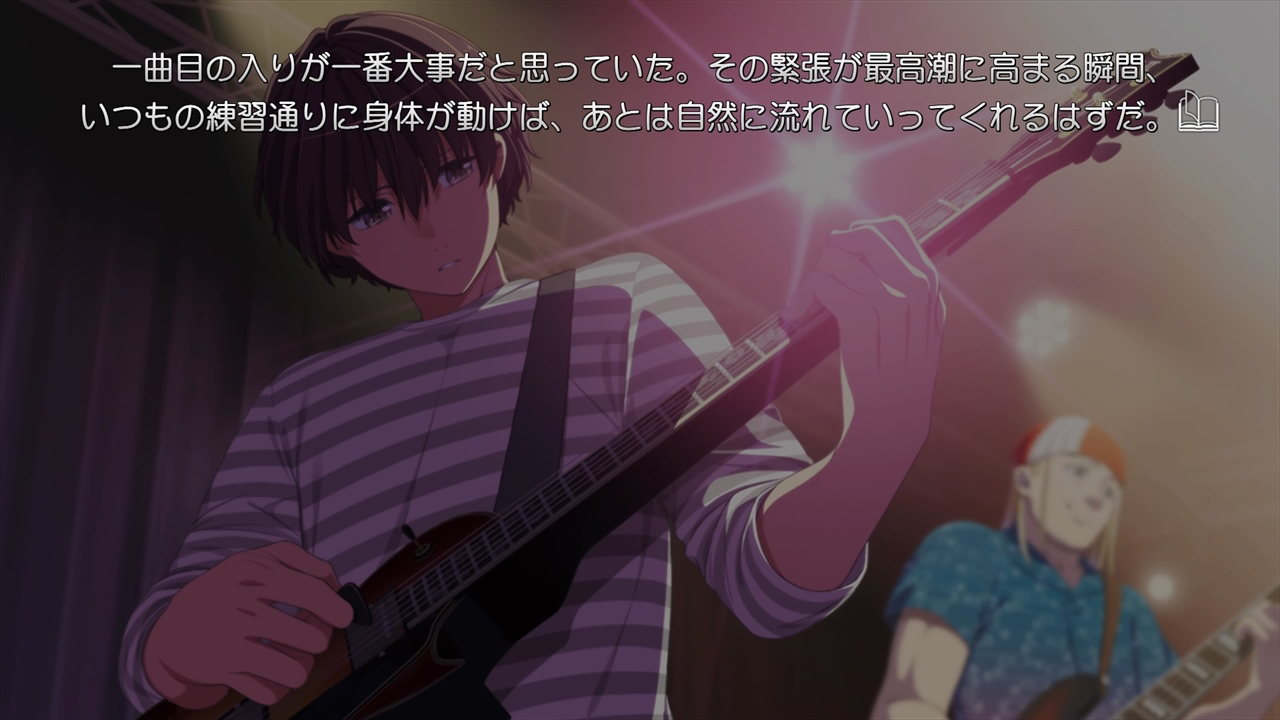 一曲目の入りが一番大事だと思っていた。その緊張が最高潮に高まる瞬間、
いつもの練習通りに身体が動けば、あとは自然に流れていってくれるはずだ。